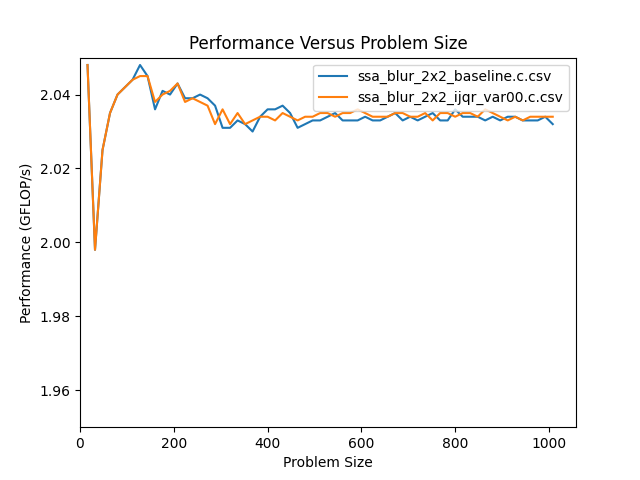 Performance Versus Problem Size
ssa_blur_2x2_baseline.c.csv
ssa_blur_2x2_ijqr_var00.c.csv
Performance (GFLOP/s)
2.04
2.02
2.00
1.98
1.96
0 200 400 600 800 1000
Problem Size